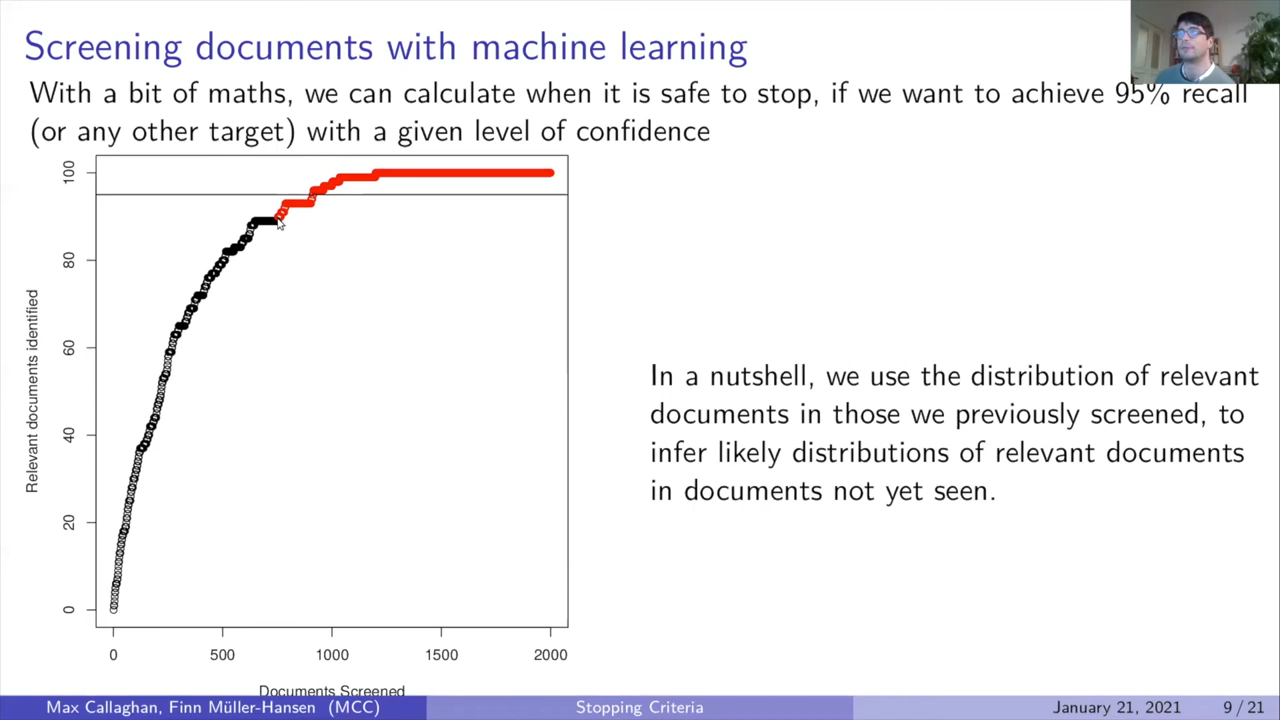 Screening documents with machine learning
With a bit of maths, we can calculate when it is safe to stop, if we want to achieve 95% recall
(or any other target) with a given level of confidence
Relevant documents identified
100
80
60
40
20
0
0 500 1000 1500 2000
Documents Screened
In a nutshell, we use the distribution of relevant
documents in those we previously screened, to
infer likely distributions of relevant documents
in documents not yet seen.
Max Callaghan, Finn Müller-Hansen (MCC) Stopping Criteria January 21, 2021 9 / 21